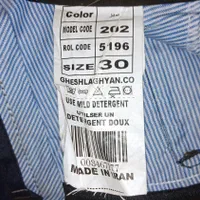 Color
MODEL CODE 202
ROL CODE 5196
SIZE 30
GHESHLAGHYAN.CO
USE MILD DETERGENT
UTILISER UN
DETERGENT DOUX
MADE IN IRAN